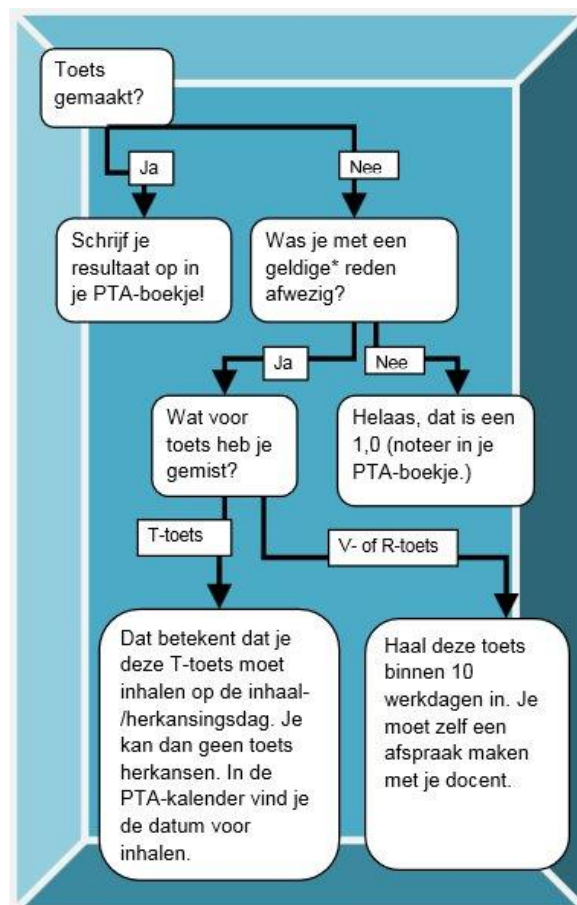 Toets
gemaakt?
Ja
Nee
Schrijf je
resultaat op in
je PTA-boekje!
Was je met een
geldige* reden
afwezig?
Ja
Nee
Wat voor
toets heb je
gemist?
Helaas, dat is een
1,0 (noteer in je
PTA-boekje.)
T-toets
V- of R-toets
Dat betekent dat je
deze T-toets moet
inhalen op de inhaal-
/herkansingsdag. Je
kan dan geen toets
herkansen. In de
PTA-kalender vind je
de datum voor
inhalen.
Haal deze toets
binnen 10
werkdagen in. Je
moet zelf een
afspraak maken
met je docent.